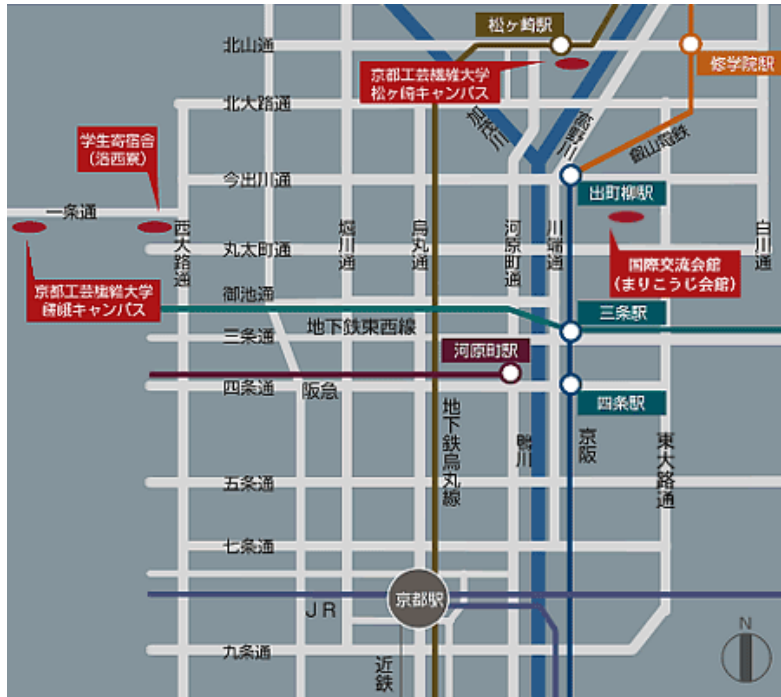 松ヶ崎駅
北山通
京都工芸繊維大学
松ヶ崎キャンパス
修学院駅
北大路通
賀茂川
高野川
叡山電鉄
学生寄宿舎
（洛西寮）
今出川通
出町柳駅
一条通
西大路通
堀川通
烏丸通
河原町通
川端通
白川通
丸太町通
国際交流会館
（まりこうじ会館）
京都工芸繊維大学
嵯峨キャンパス
御池通
三条駅
地下鉄東西線
三条通
河原町駅
四条通
阪急
四条駅
地下鉄烏丸線
鴨川
京阪
東大路通
五条通
七条通
京都駅
JR
N
九条通
近鉄